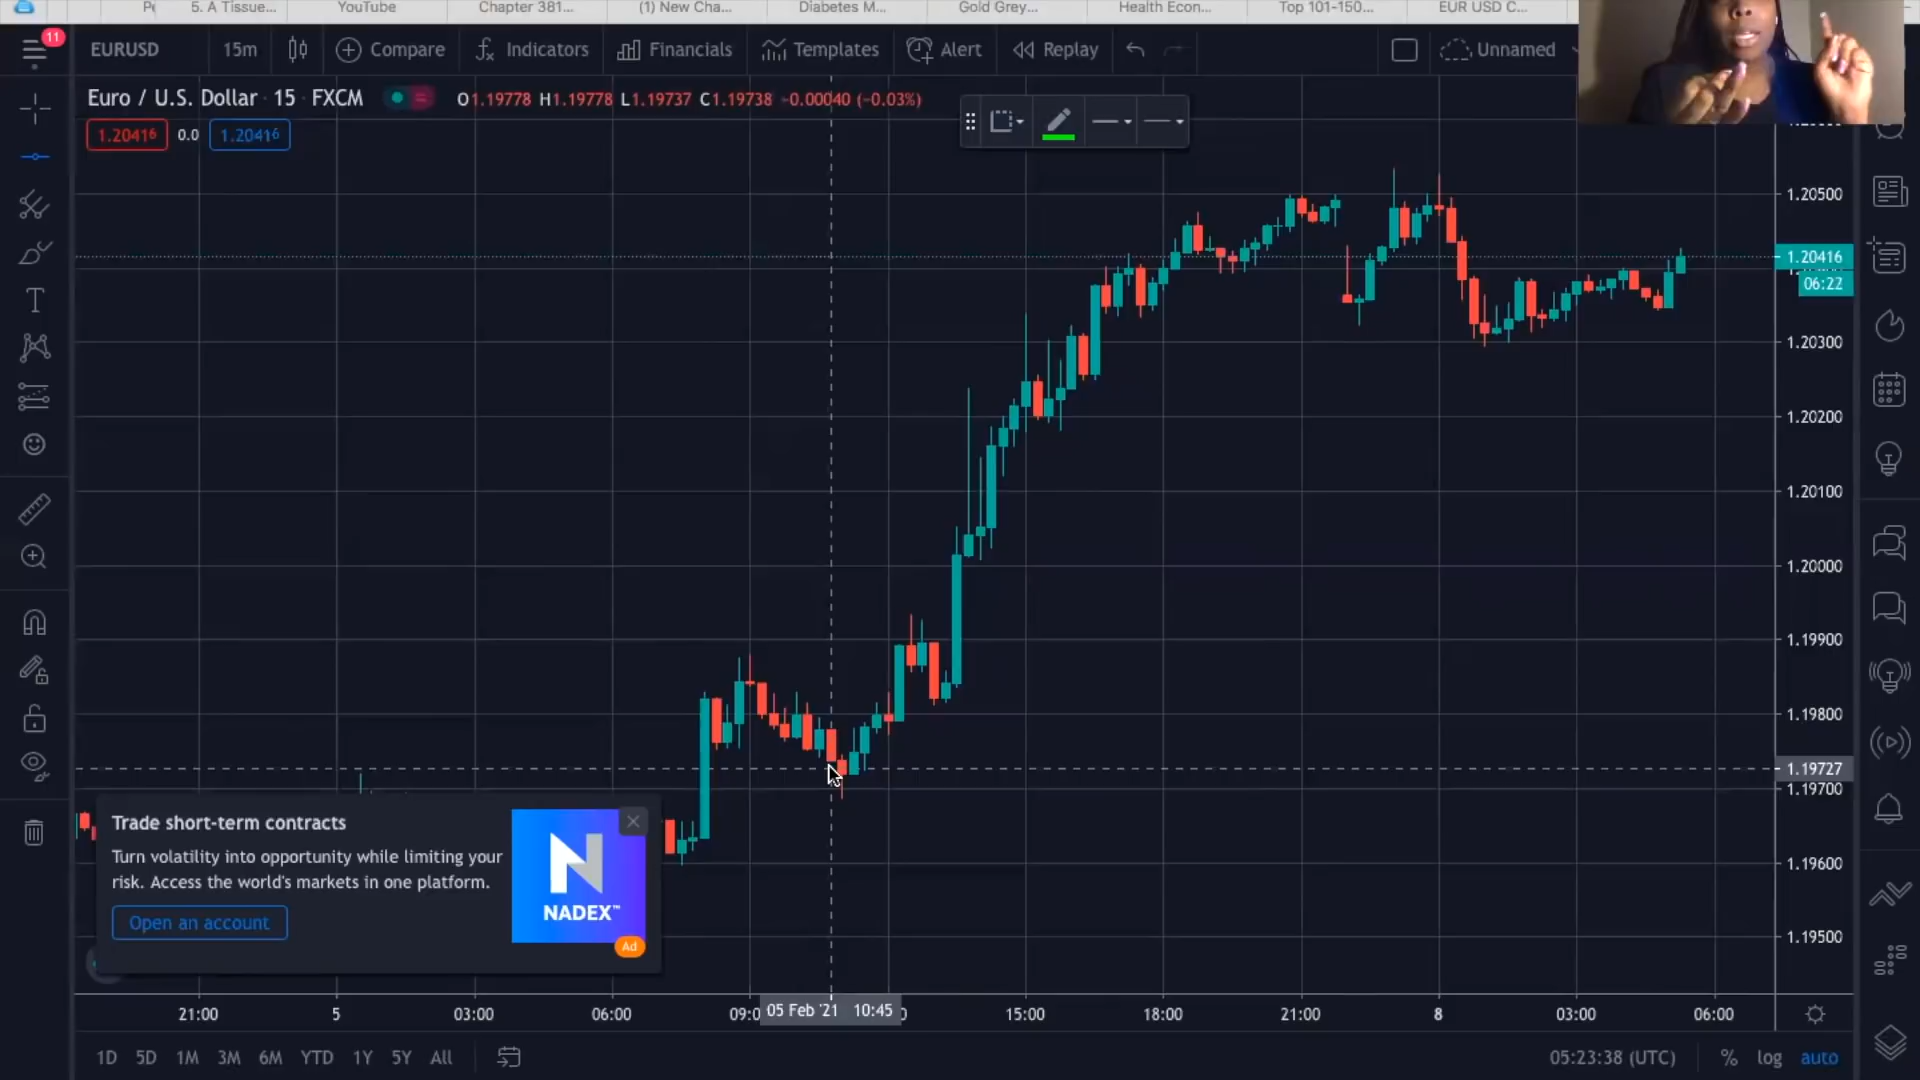 5. A Tissue...
YouTube
Chapter 381...
(1) New Cha...
Diabetes M...
Gold Grey...
Health Econ...
Top 101-150...
EUR USD C...
11
EURUSD
15m
Compare
Indicators
Financials
Templates
Alert
Replay
Unnamed
Euro / U.S. Dollar · 15 · FXCM
O1.19778 H1.19778 L1.19737 C1.19738 -0.00040 (-0.03%)
1.20416 0.0 1.20416
1.20500
1.20416
06:22
1.20300
1.20200
1.20100
1.20000
1.19900
1.19800
1.19727
1.19700
1.19600
1.19500
Trade short-term contracts
Turn volatility into opportunity while limiting your
risk. Access the world's markets in one platform.
Open an account
NADEX™
Ad
21:00
5
03:00
06:00
09:0
05 Feb '21 10:45
15:00
18:00
21:00
8
03:00
06:00
1D 5D 1M 3M 6M YTD 1Y 5Y All
05:23:38 (UTC)
% log auto